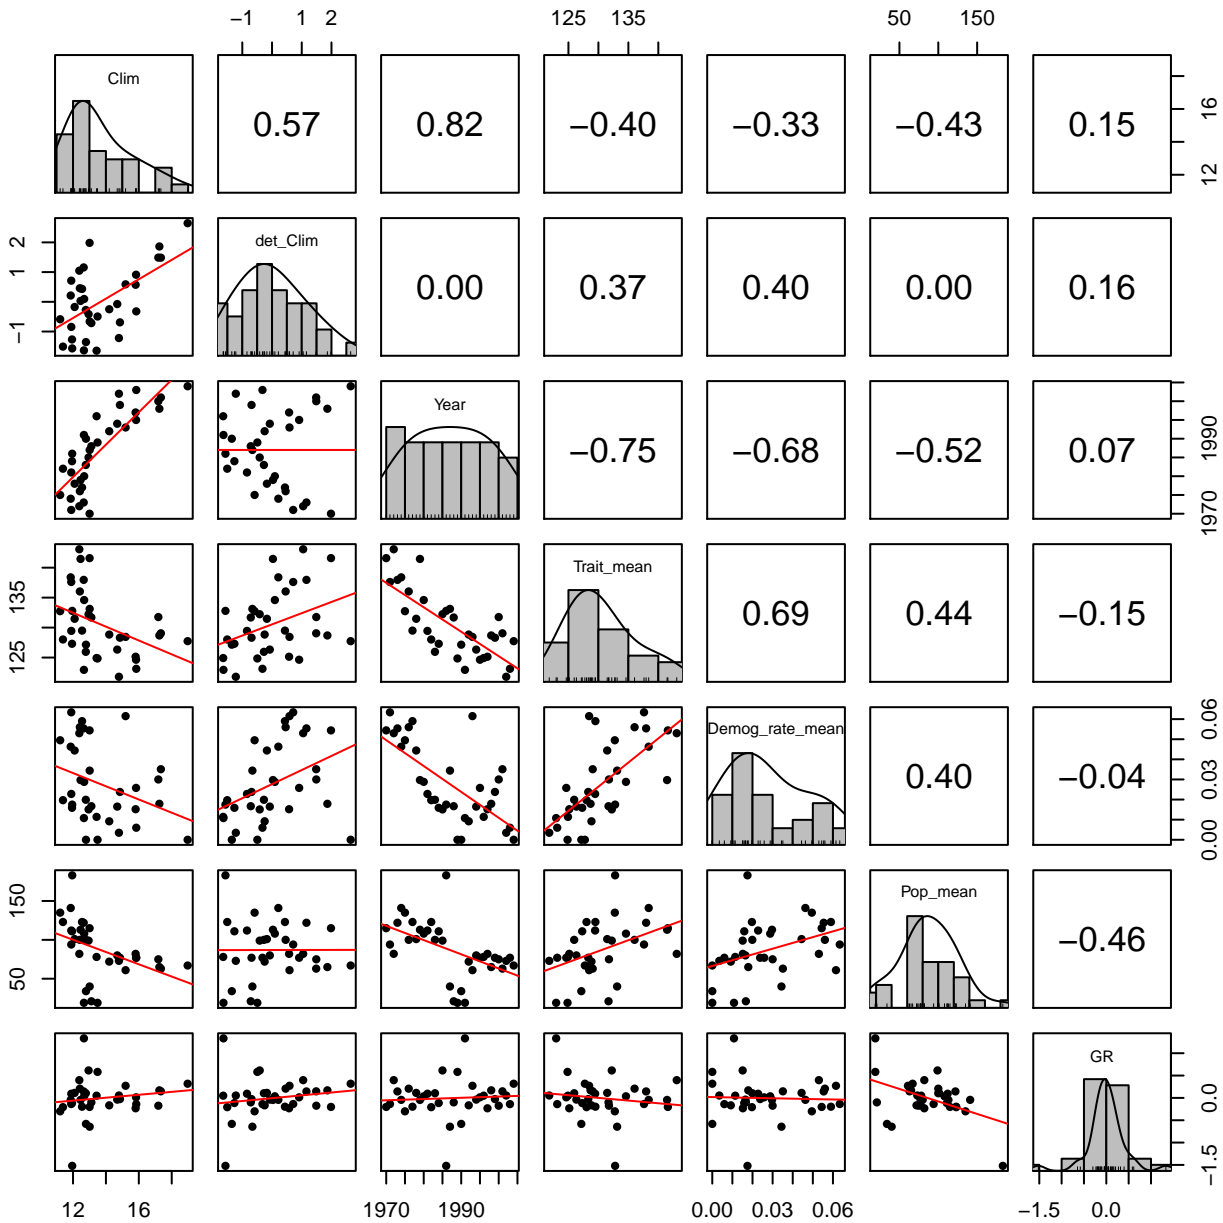 −1 1 2 125 135 50 150
Clim 0.57 0.82 −0.40 −0.33 −0.43 0.15 12 16
−1 1 2 det_Clim 0.00 0.37 0.40 0.00 0.16
Year −0.75 −0.68 −0.52 0.07 1970 1990
125 135 Trait_mean 0.69 0.44 −0.15
Demog_rate_mean 0.40 −0.04 0.00 0.03 0.06
50 150 Pop_mean −0.46
GR −1.5 0.0
12 16 1970 1990 0.00 0.03 0.06 −1.5 0.0